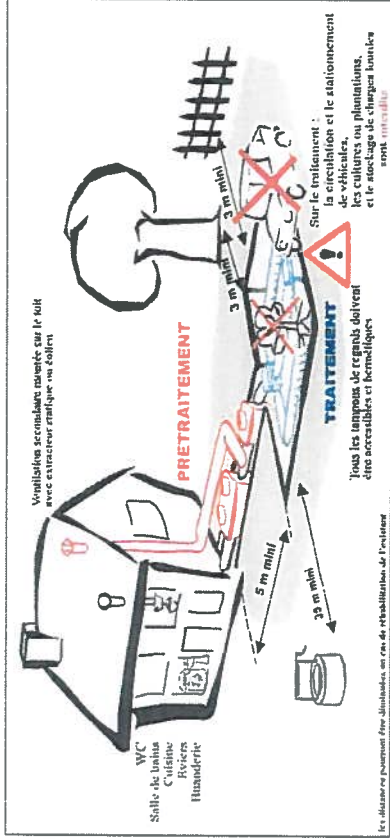 Ventilation secondaire montée sur le toit
avec extracteur statique ou éolien
WC
Salle de bains
Cuisine
Eviers
Buanderie
PRETRAITEMENT
3 m mini
3 m mini
5 m mini
35 m mini
TRAITEMENT
Sur le traitement :
la circulation et le stationnement
de véhicules,
les cultures ou plantations,
et le stockage de charges lourdes
sont interdits
Tous les tampons de regards doivent
être accessibles et hermétiques
Les distances pourront être diminuées en cas de réhabilitation de l'existant